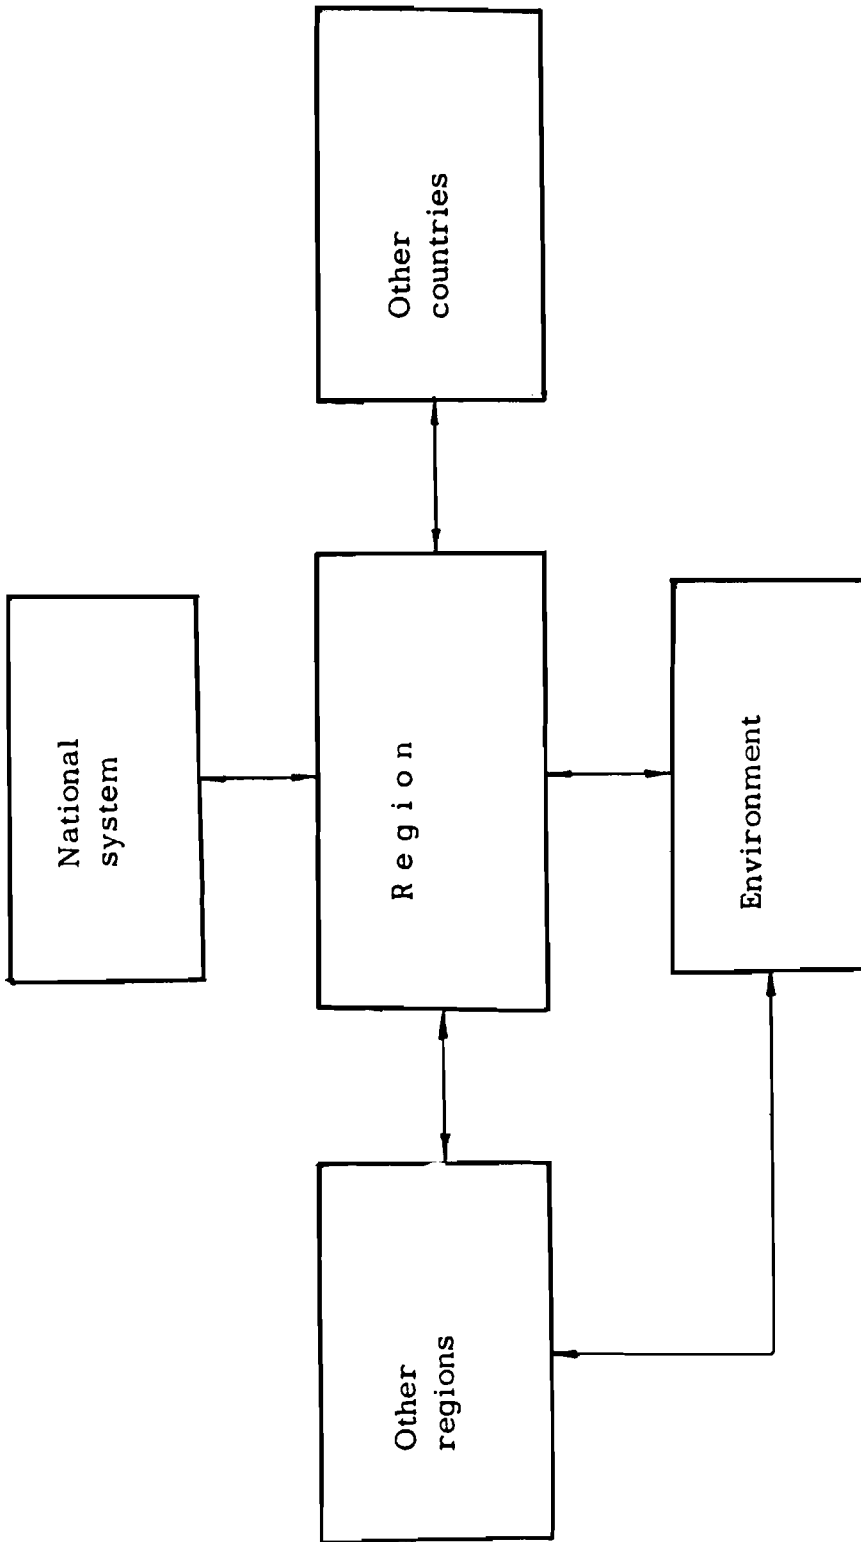 National
system
Other
regions
Region
Other
countries
Environment